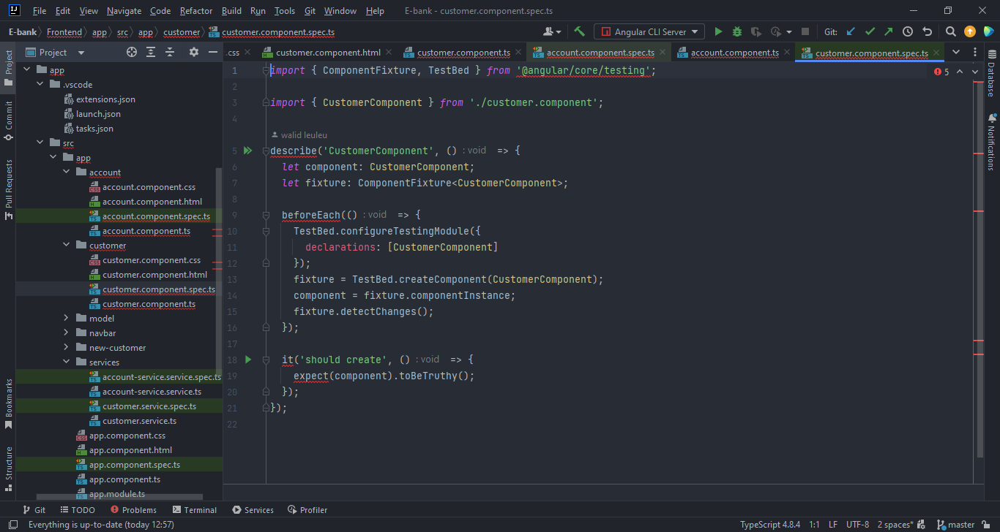 File Edit View Navigate Code Refactor Build Run Tools Git Window Help E-bank - customer.component.spec.ts
E-bank Frontend app src app customer customer.component.spec.ts Angular CLI Server Git:
Project .css customer.component.html customer.component.ts account.component.spec.ts account.component.ts customer.component.spec.ts
Project
Commit
Pull Requests
Bookmarks
Structure
app
.vscode
extensions.json
launch.json
tasks.json
src
app
account
account.component.css
account.component.html
account.component.spec.ts
account.component.ts
customer
customer.component.css
customer.component.html
customer.component.spec.ts
customer.component.ts
model
navbar
new-customer
services
account-service.service.spec.ts
account-service.service.ts
customer.service.spec.ts
customer.service.ts
app.component.css
app.component.html
app.component.spec.ts
app.component.ts
app.module.ts
1 import { ComponentFixture, TestBed } from '@angular/core/testing';
2
3 import { CustomerComponent } from './customer.component';
4
walid leuleu
5 describe('CustomerComponent', () : void => {
6 let component: CustomerComponent;
7 let fixture: ComponentFixture<CustomerComponent>;
8
9 beforeEach(() : void => {
10 TestBed.configureTestingModule({
11 declarations: [CustomerComponent]
12 });
13 fixture = TestBed.createComponent(CustomerComponent);
14 component = fixture.componentInstance;
15 fixture.detectChanges();
16 });
17
18 it('should create', () : void => {
19 expect(component).toBeTruthy();
20 });
21 });
22
5
Database
Notifications
Git TODO Problems Terminal Services Profiler
Everything is up-to-date (today 12:57) TypeScript 4.8.4 1:1 LF UTF-8 2 spaces* master